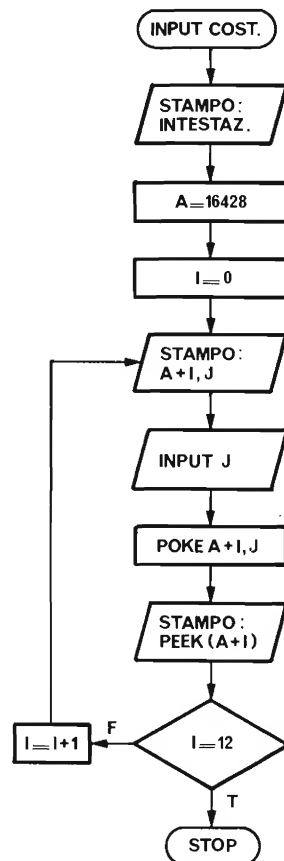 INPUT COST.
STAMPO:
INTESTAZ.
A=16428
I=0
STAMPO:
A+I, J
INPUT J
POKE A+I, J
STAMPO:
PEEK (A+I)
I=12
F
I=I+1
T
STOP